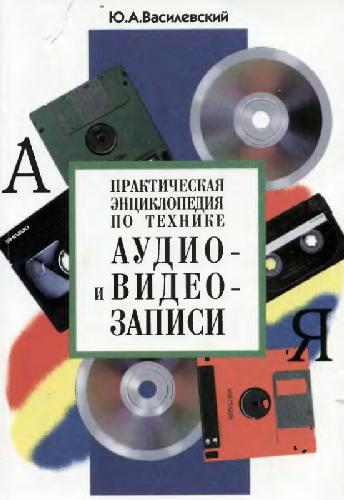 Ю.А.Василевский
А
ПРАКТИЧЕСКАЯ
ЭНЦИКЛОПЕДИЯ
ПО ТЕХНИКЕ
АУДИО-
и ВИДЕО-
ЗАПИСИ
Я